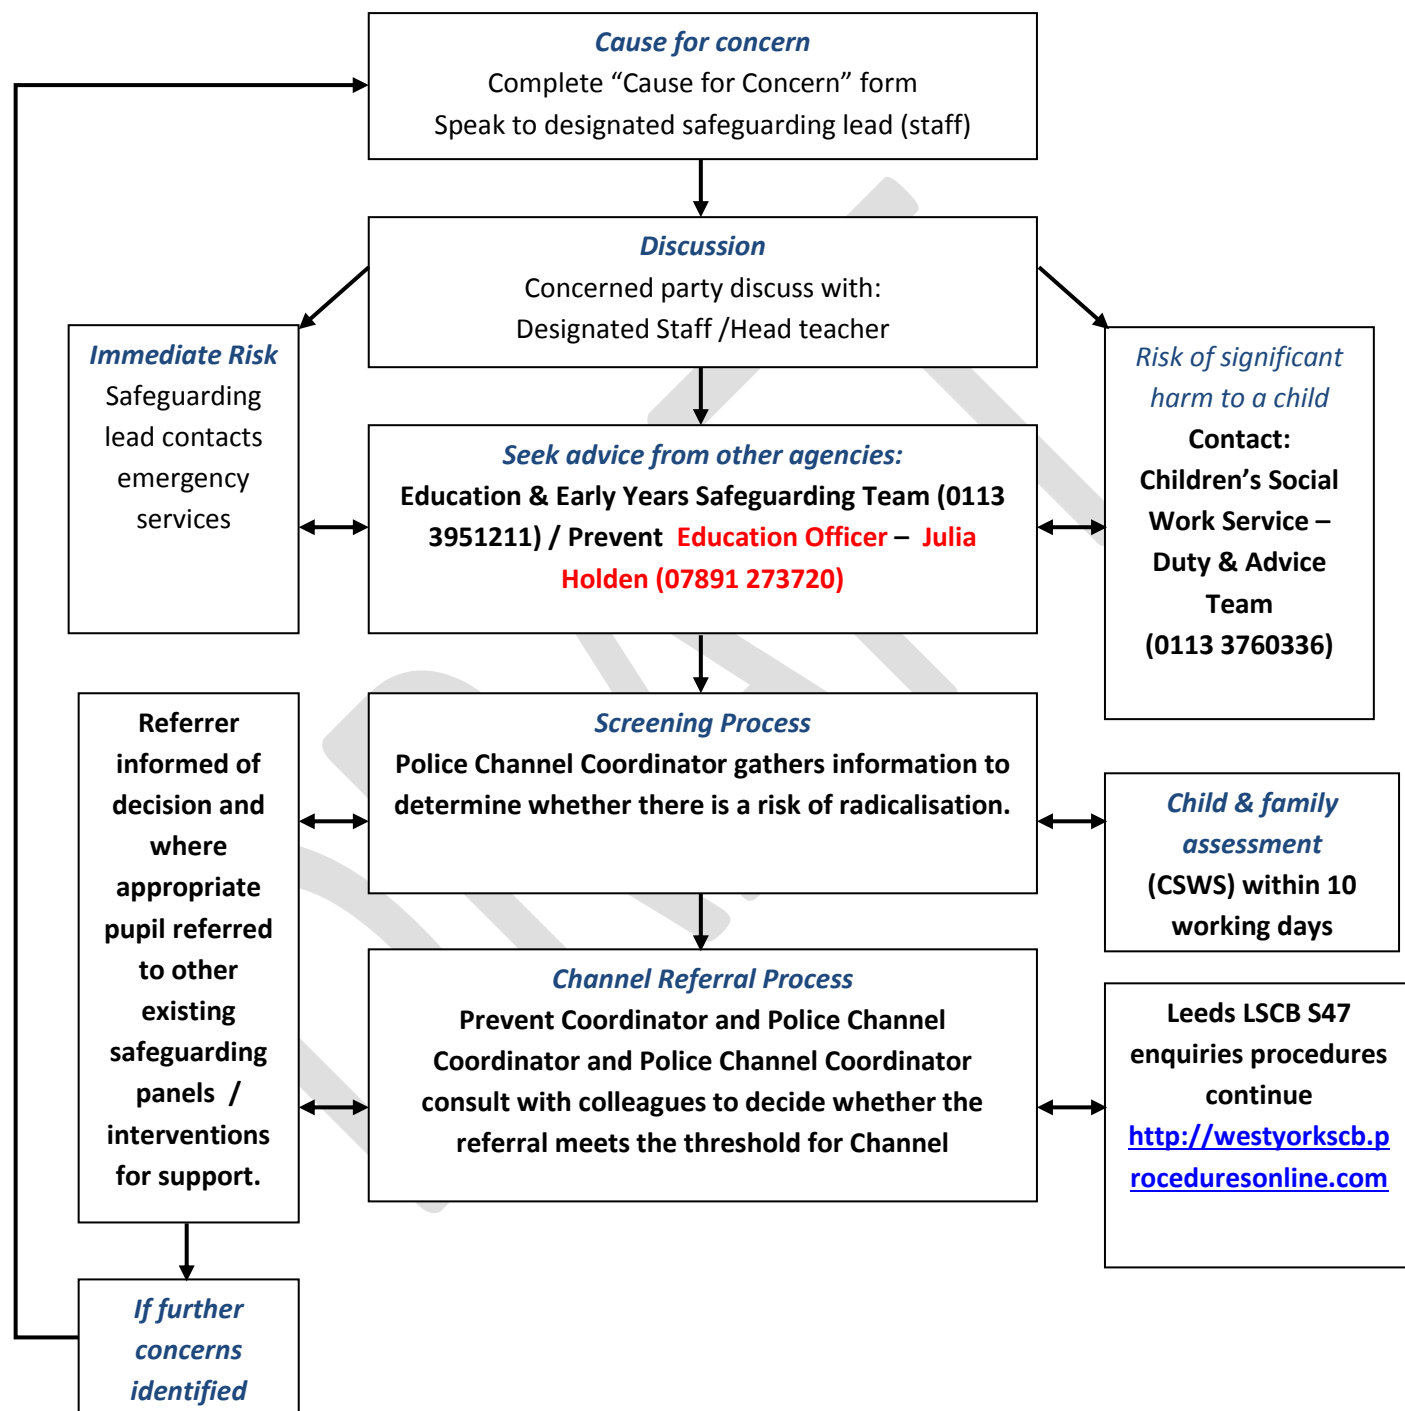 Cause for concern
Complete “Cause for Concern” form
Speak to designated safeguarding lead (staff)
Discussion
Concerned party discuss with:
Designated Staff /Head teacher
Immediate Risk
Safeguarding
lead contacts
emergency
services
Seek advice from other agencies:
Education & Early Years Safeguarding Team (0113
3951211) / Prevent  Education Officer –  Julia
Holden (07891 273720)
Risk of significant
harm to a child
Contact:
Children’s Social
Work Service –
Duty & Advice
Team
(0113 3760336)
Screening Process
Police Channel Coordinator gathers information to
determine whether there is a risk of radicalisation.
Referrer
informed of
decision and
where
appropriate
pupil referred
to other
existing
safeguarding
panels  /
interventions
for support.
Child & family
assessment
(CSWS) within 10
working days
Channel Referral Process
Prevent Coordinator and Police Channel
Coordinator and Police Channel Coordinator
consult with colleagues to decide whether the
referral meets the threshold for Channel
Leeds LSCB S47
enquiries procedures
continue
http://westyorkscb.p
roceduresonline.com
If further
concerns
identified
DRAFT